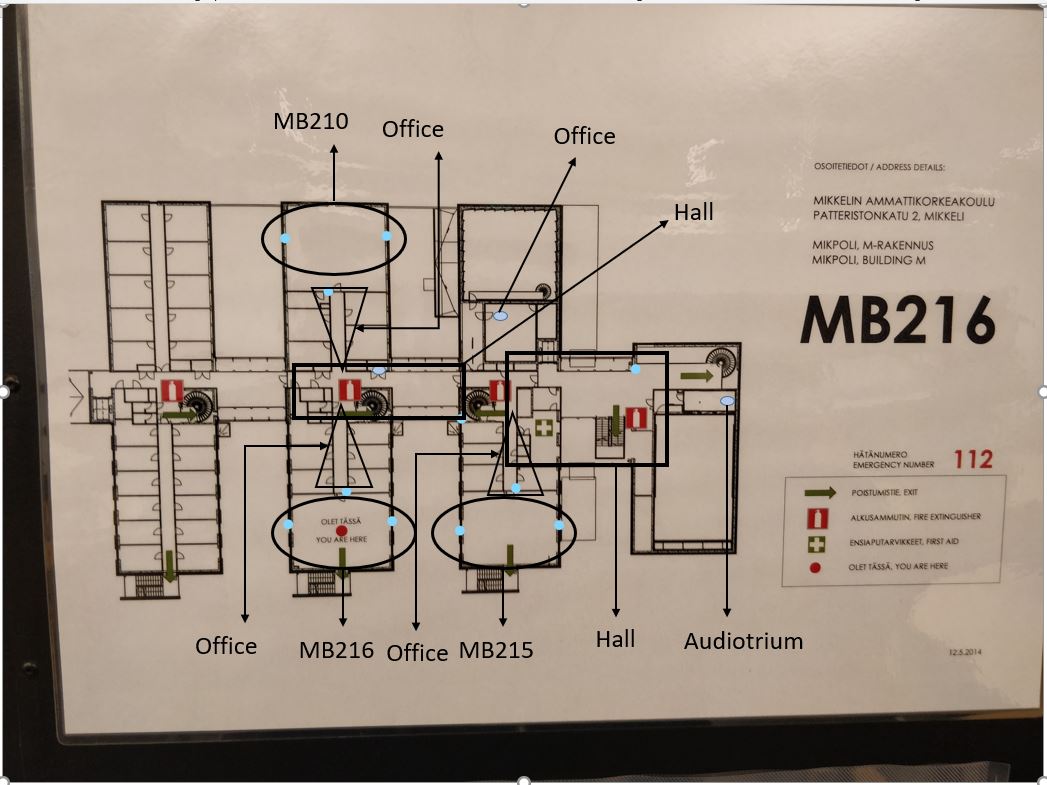 MB210
Office
Office
Hall
OSOITETIEDOT / ADDRESS DETAILS:
MIKKELIN AMMATTIKORKEAKOULU
PATTERISTONKATU 2, MIKKELI
MIKPOLI, M-RAKENNUS
MIKPOLI, BUILDING M
MB216
HÄTÄNUMERO
EMERGENCY NUMBER 112
POISTUMISTIE, EXIT
ALKUSAMMUTIN, FIRE EXTINGUISHER
ENSIAPUTARVIKKEET, FIRST AID
OLET TÄSSÄ, YOU ARE HERE
OLET TÄSSÄ
YOU ARE HERE
Office
MB216
Office
MB215
Hall
Audiotrium
12.5.2014